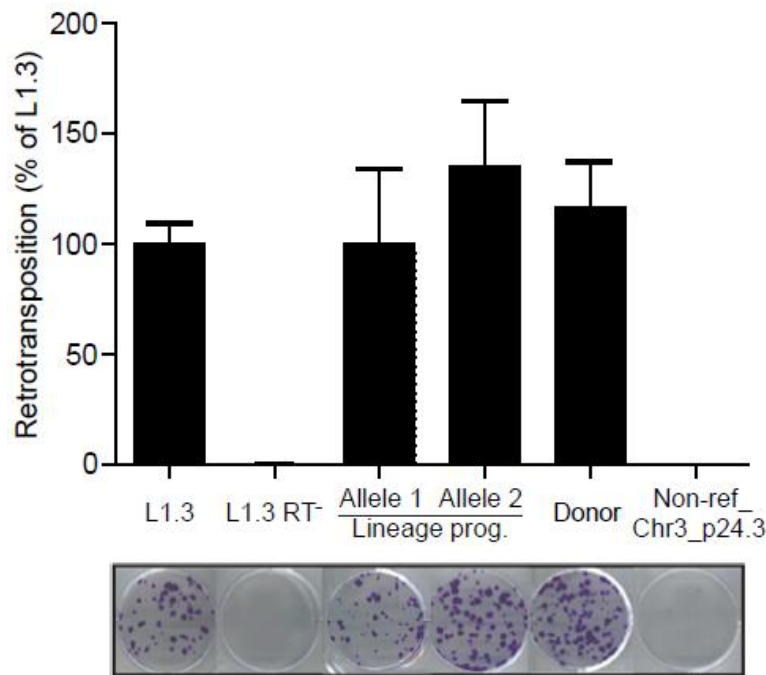 Retrotransposition (% of L1.3)
200
150
100
50
0
L1.3 L1.3 RT⁻ Allele 1 Allele 2 Donor Non-ref_
Lineage prog. Chr3_p24.3